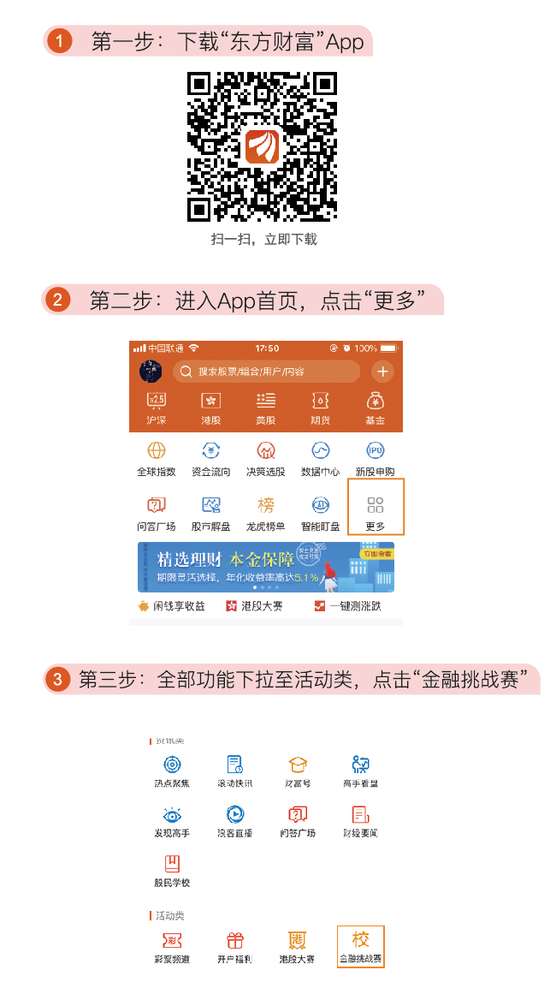 1 第一步：下载“东方财富”App
扫一扫，立即下载
2 第二步：进入App首页，点击“更多”
中国联通 17:50 100%
搜索股票/组合/用户/内容
沪深 港股 美股 期货 基金
IPO
全球指数 资金流向 决策选股 数据中心 新股申购
榜 AI
问答广场 股市解盘 龙虎榜单 智能盯盘 更多
精选理财 本金保障 立即查看
期限灵活选择，年化收益率高达5.1%
闲钱享收益 港股大赛 一键测涨跌
3 第三步：全部功能下拉至活动类，点击“金融挑战赛”
资讯类
热点聚焦 滚动快讯 财富号 高手看盘
发现高手 浪客直播 问答广场 财经要闻
股民学校
活动类
彩 港 校
彩票频道 开户福利 港股大赛 金融挑战赛